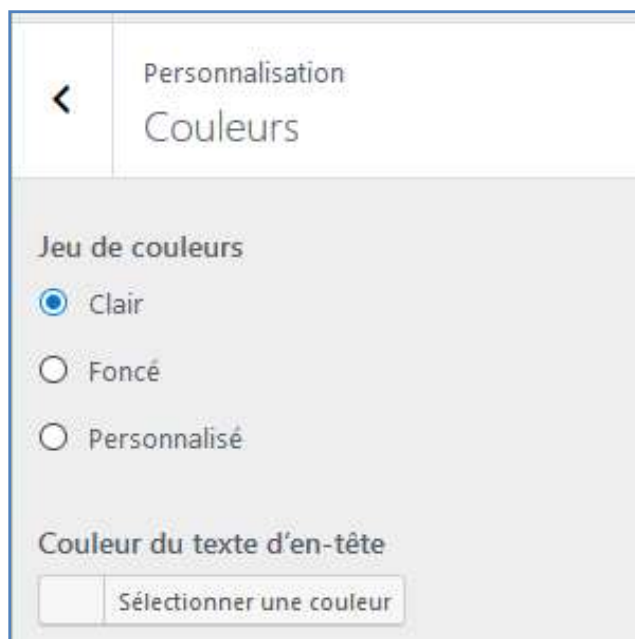 Personnalisation
Couleurs
Jeu de couleurs
Clair
Foncé
Personnalisé
Couleur du texte d’en-tête
Sélectionner une couleur